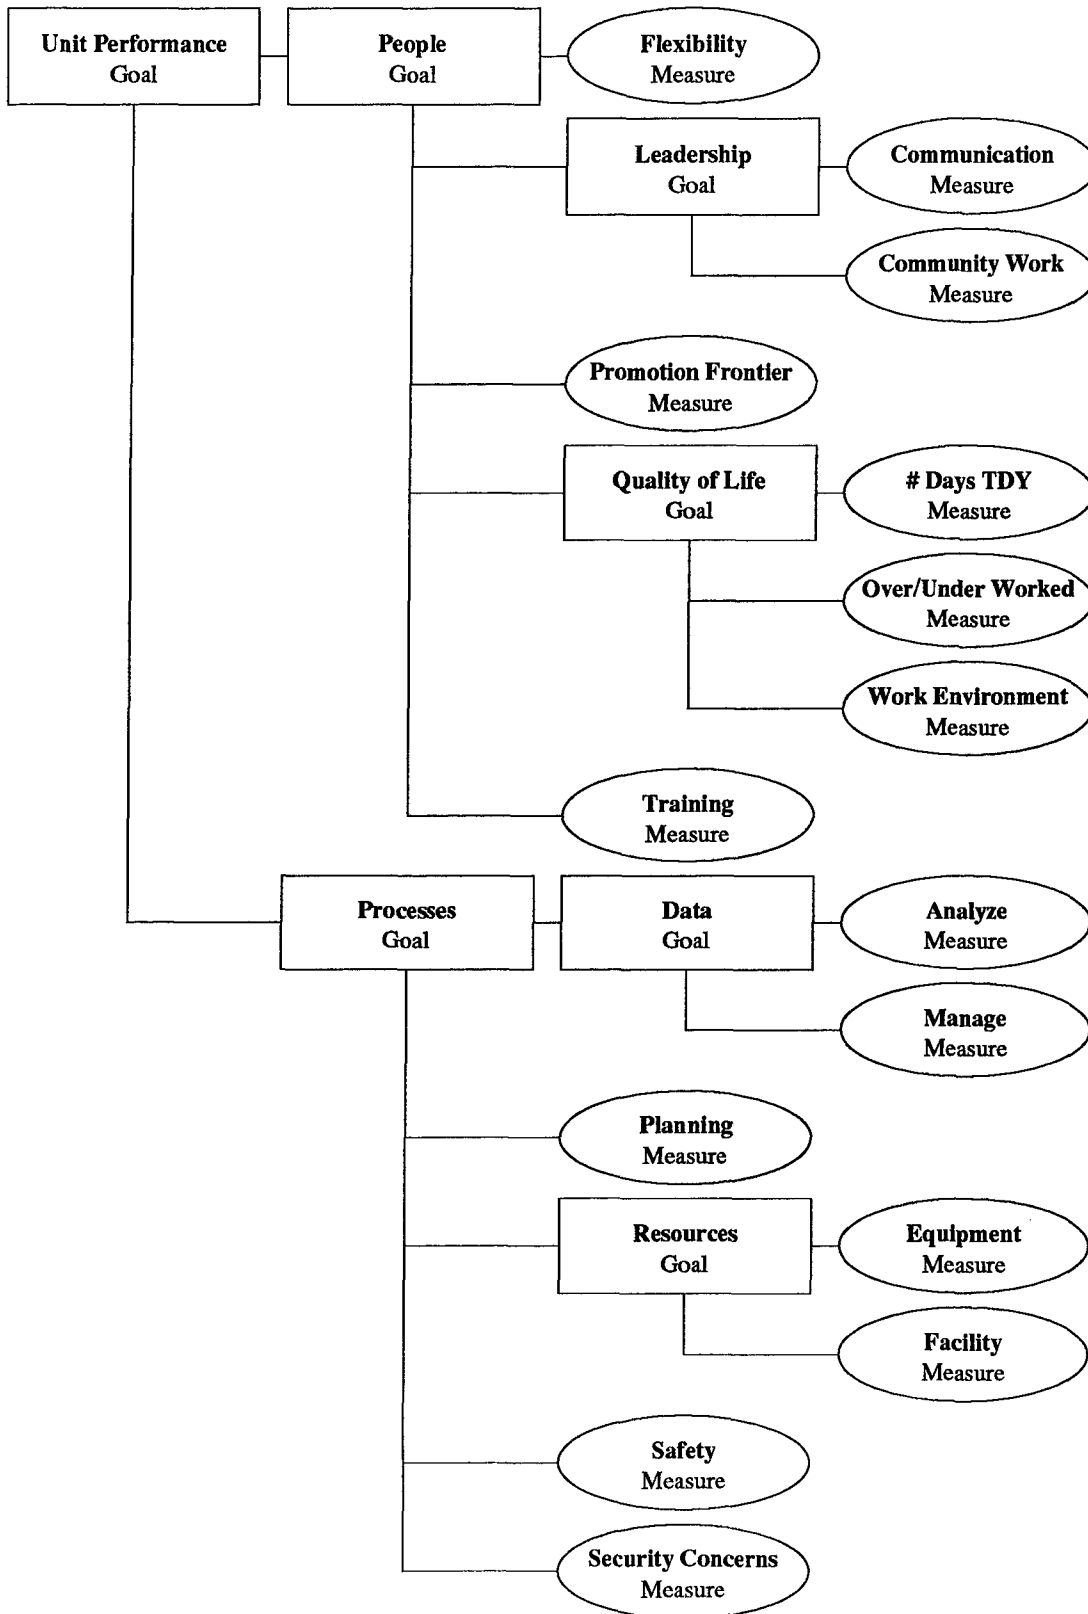 Unit Performance
Goal
People
Goal
Flexibility
Measure
Leadership
Goal
Communication
Measure
Community Work
Measure
Promotion Frontier
Measure
Quality of Life
Goal
# Days TDY
Measure
Over/Under Worked
Measure
Work Environment
Measure
Training
Measure
Processes
Goal
Data
Goal
Analyze
Measure
Manage
Measure
Planning
Measure
Resources
Goal
Equipment
Measure
Facility
Measure
Safety
Measure
Security Concerns
Measure